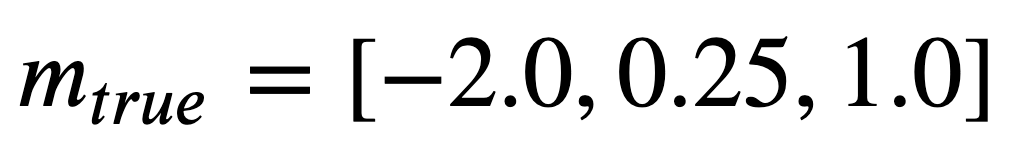 m_true = [−2.0, 0.25, 1.0]